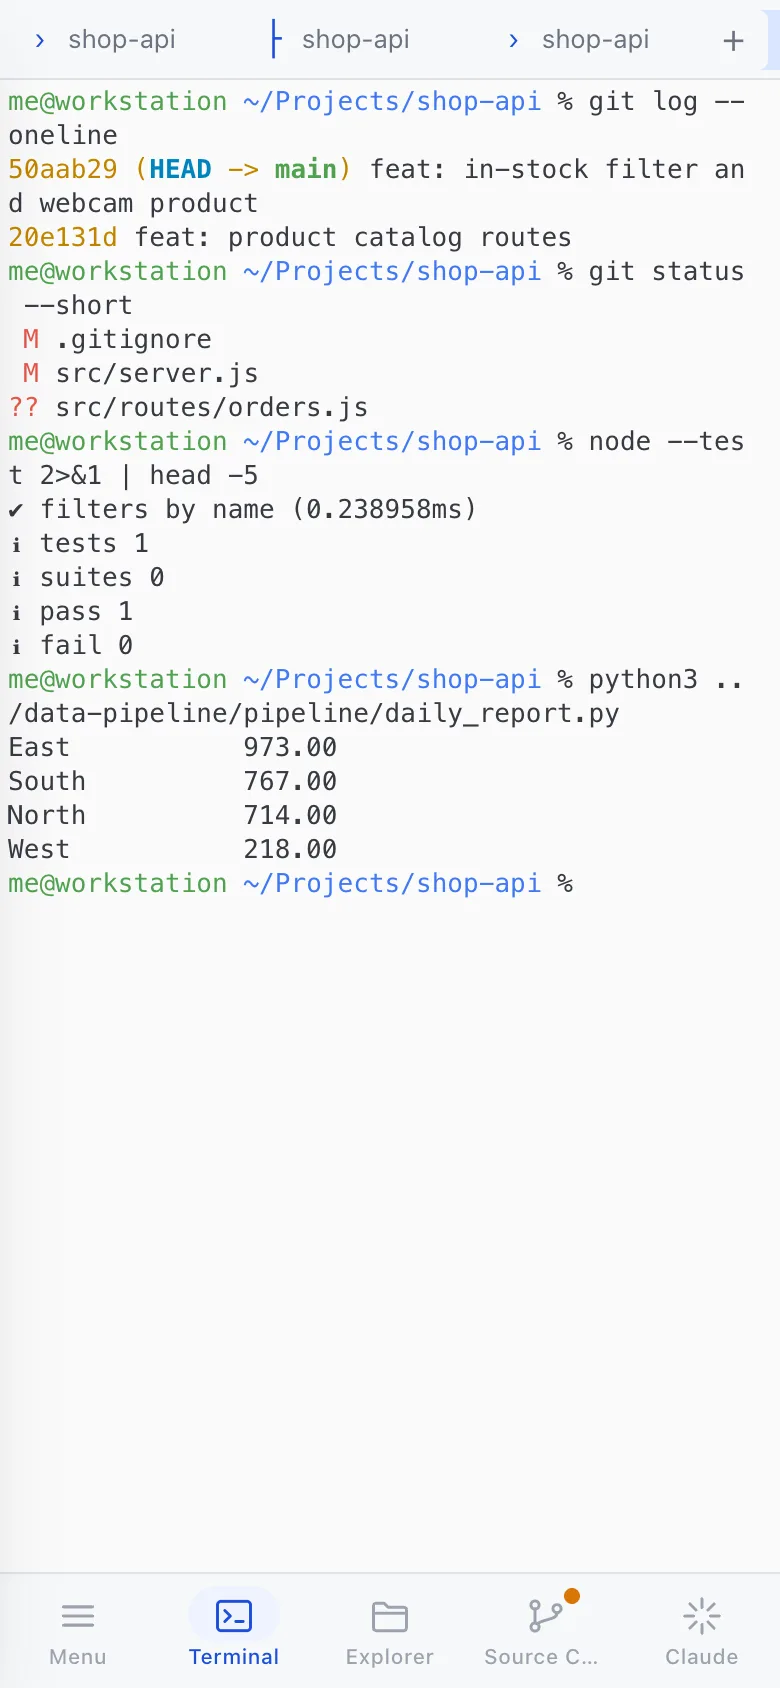 › shop-api ├ shop-api › shop-api +
me@workstation ~/Projects/shop-api % git log --
oneline
50aab29 (HEAD -> main) feat: in-stock filter an
d webcam product
20e131d feat: product catalog routes
me@workstation ~/Projects/shop-api % git status
 --short
 M .gitignore
 M src/server.js
?? src/routes/orders.js
me@workstation ~/Projects/shop-api % node --tes
t 2>&1 | head -5
✔ filters by name (0.238958ms)
ℹ tests 1
ℹ suites 0
ℹ pass 1
ℹ fail 0
me@workstation ~/Projects/shop-api % python3 ..
/data-pipeline/pipeline/daily_report.py
East           973.00
South          767.00
North          714.00
West           218.00
me@workstation ~/Projects/shop-api %
Menu Terminal Explorer Source C... Claude